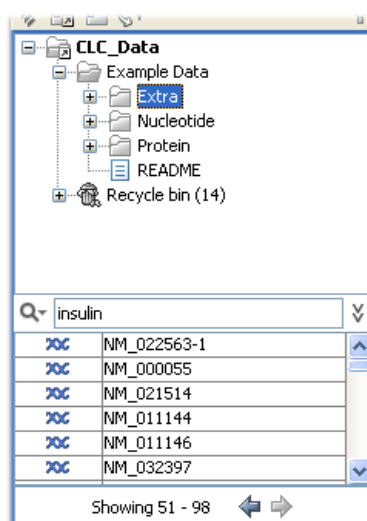 CLC_Data
Example Data
Extra
Nucleotide
Protein
README
Recycle bin (14)
insulin
NM_022563-1
NM_000055
NM_021514
NM_011144
NM_011146
NM_032397
Showing 51 - 98